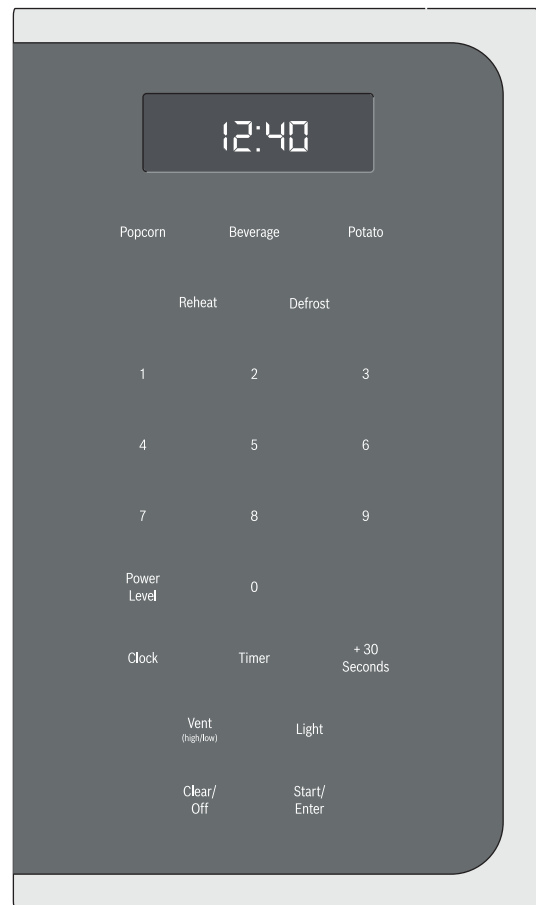 12:40
Popcorn Beverage Potato
Reheat Defrost
1 2 3
4 5 6
7 8 9
Power
Level
0
Clock Timer
+ 30
Seconds
Vent
(high/low)
Light
Clear/
Off
Start/
Enter